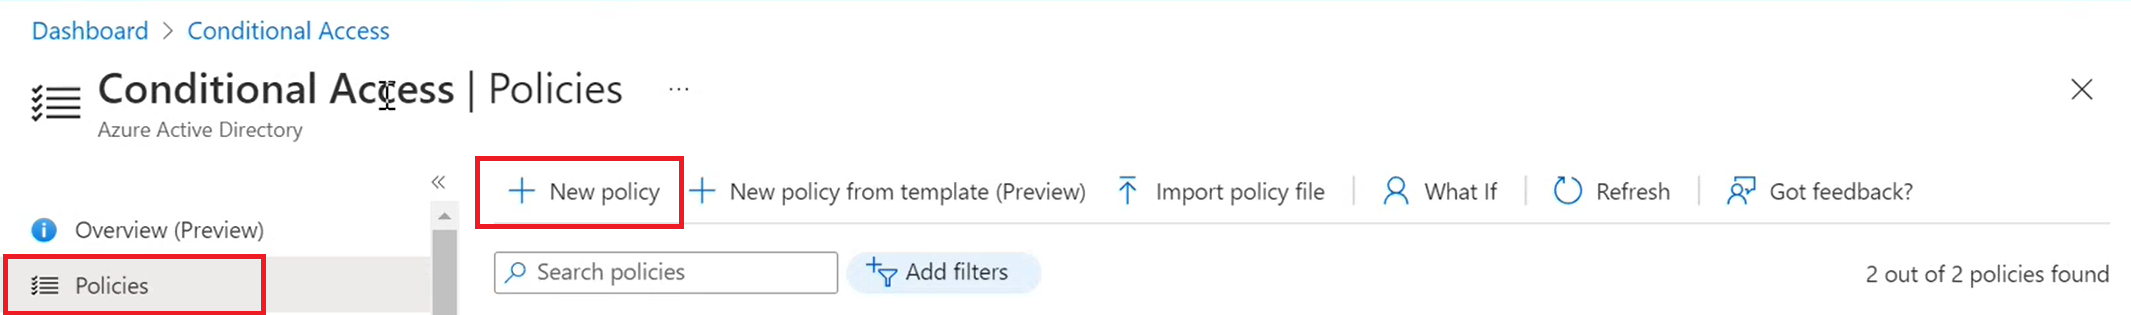 Dashboard > Conditional Access
Conditional Access | Policies ...
Azure Active Directory
«
+ New policy + New policy from template (Preview) Import policy file What If Refresh Got feedback?
Overview (Preview)
Policies
Search policies Add filters 2 out of 2 policies found